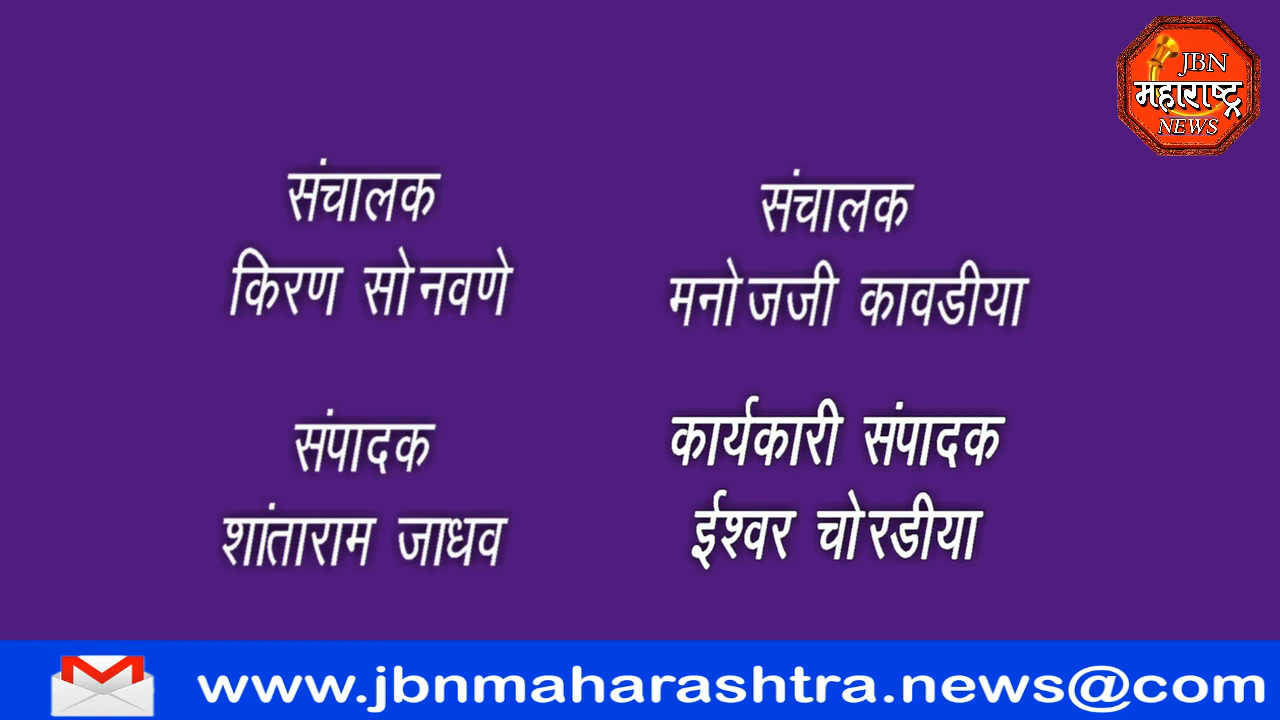 JBN
महाराष्ट्र
NEWS
संचालक
किरण सोनवणे
संचालक
मनोजजी कावडीया
संपादक
शांताराम जाधव
कार्यकारी संपादक
ईश्वर चोरडीया
www.jbnmaharashtra.news@com